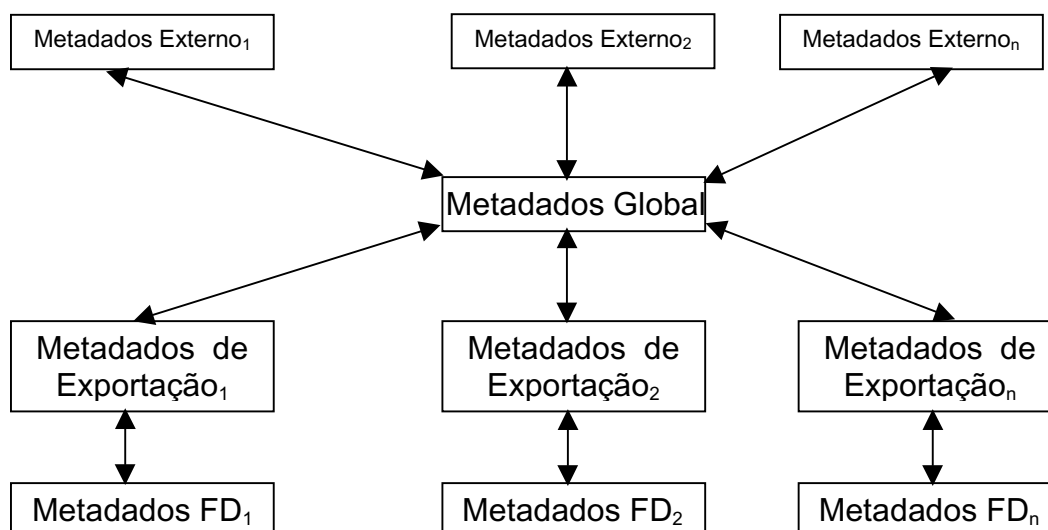 Metadados Externo₁
Metadados Externo₂
Metadados Externoₙ
Metadados Global
Metadados de
Exportação₁
Metadados de
Exportação₂
Metadados de
Exportaçãoₙ
Metadados FD₁
Metadados FD₂
Metadados FDₙ